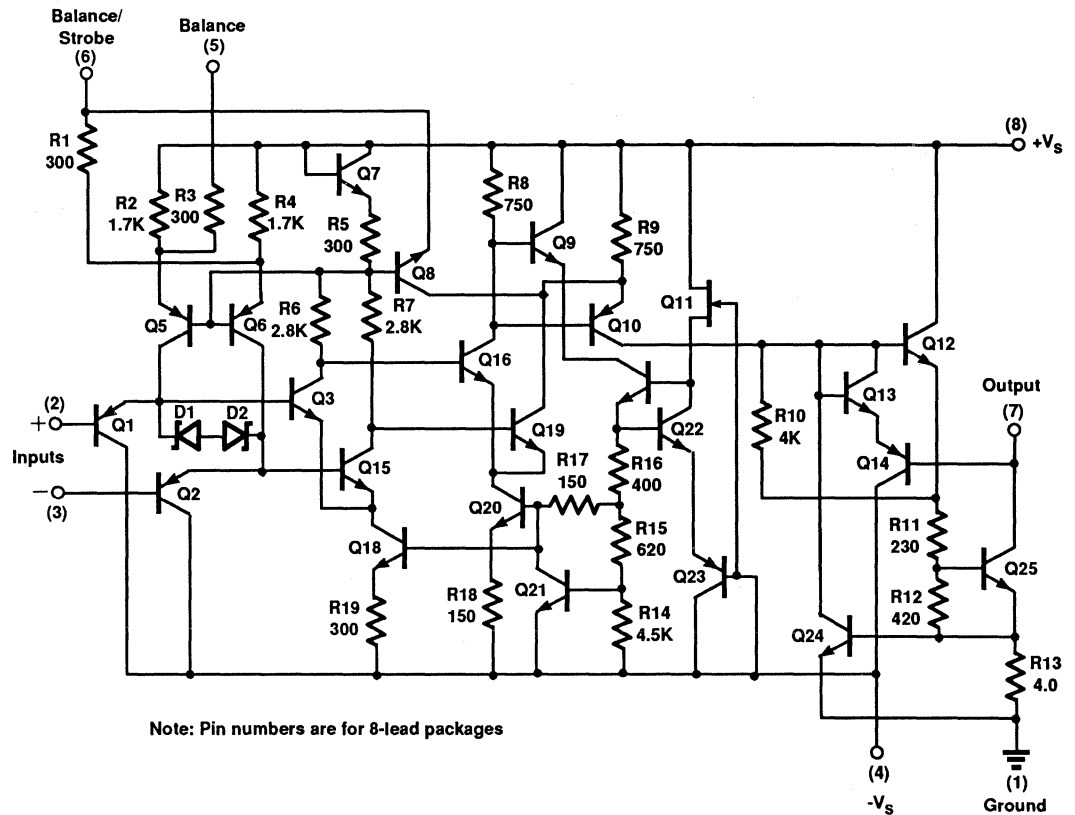 Balance/
Strobe
(6)
Balance
(5)
(8)
+VS
R1
300
R2
1.7K
R3
300
R4
1.7K
Q7
R5
300
R8
750
Q9
R9
750
Q8
Q11
Q5
Q6
R6
2.8K
R7
2.8K
Q10
Q12
Q16
Q3
Q13
Output
(7)
(2)
+
Q1
D1
D2
Q19
Q22
R10
4K
Inputs
Q15
R17
150
R16
400
Q14
−
(3)
Q2
Q20
R11
230
Q18
R15
620
Q23
Q25
Q21
R18
150
R12
420
R19
300
R14
4.5K
Q24
R13
4.0
Note: Pin numbers are for 8-lead packages
(4)
-VS
(1)
Ground